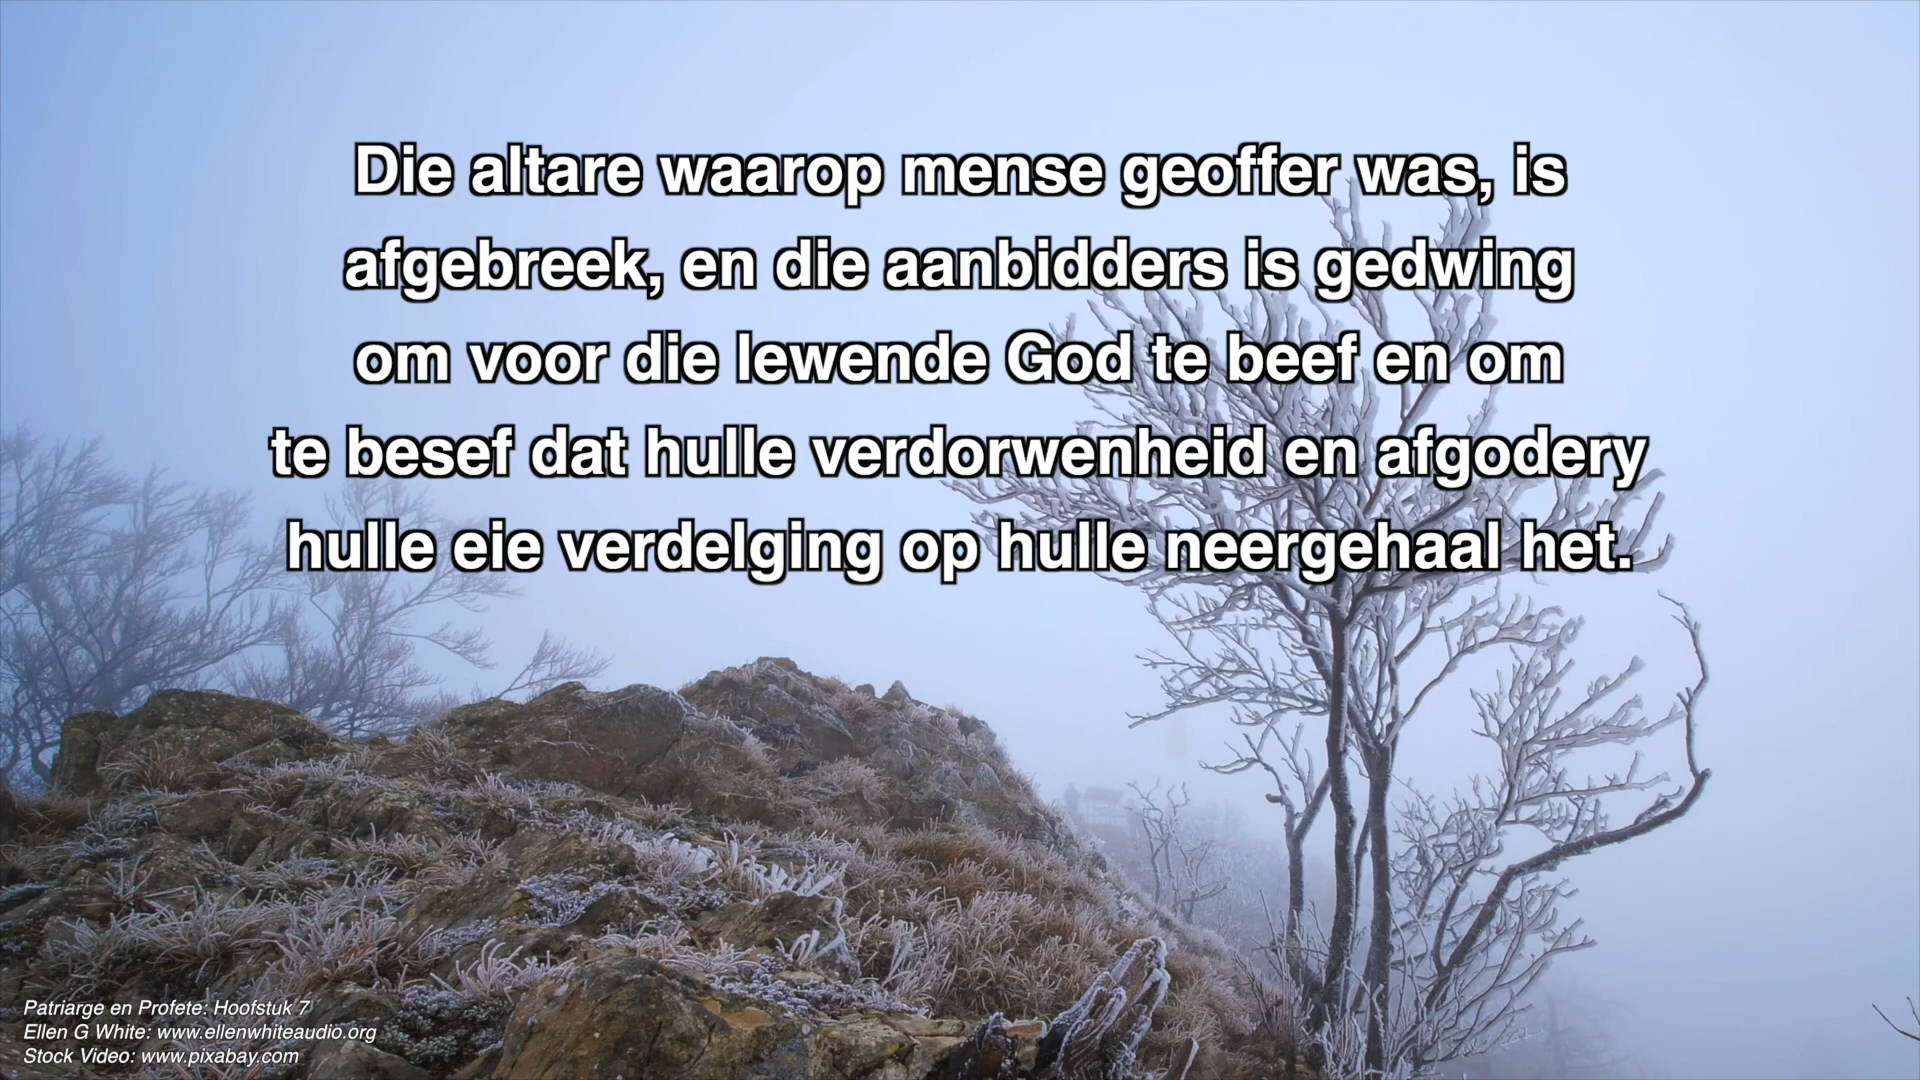 Die altare waarop mense geoffer was, is
afgebreek, en die aanbidders is gedwing
om voor die lewende God te beef en om
te besef dat hulle verdorwenheid en afgodery
hulle eie verdelging op hulle neergehaal het.
Patriarge en Profete: Hoofstuk 7
Ellen G White: www.ellenwhiteaudio.org
Stock Video: www.pixabay.com